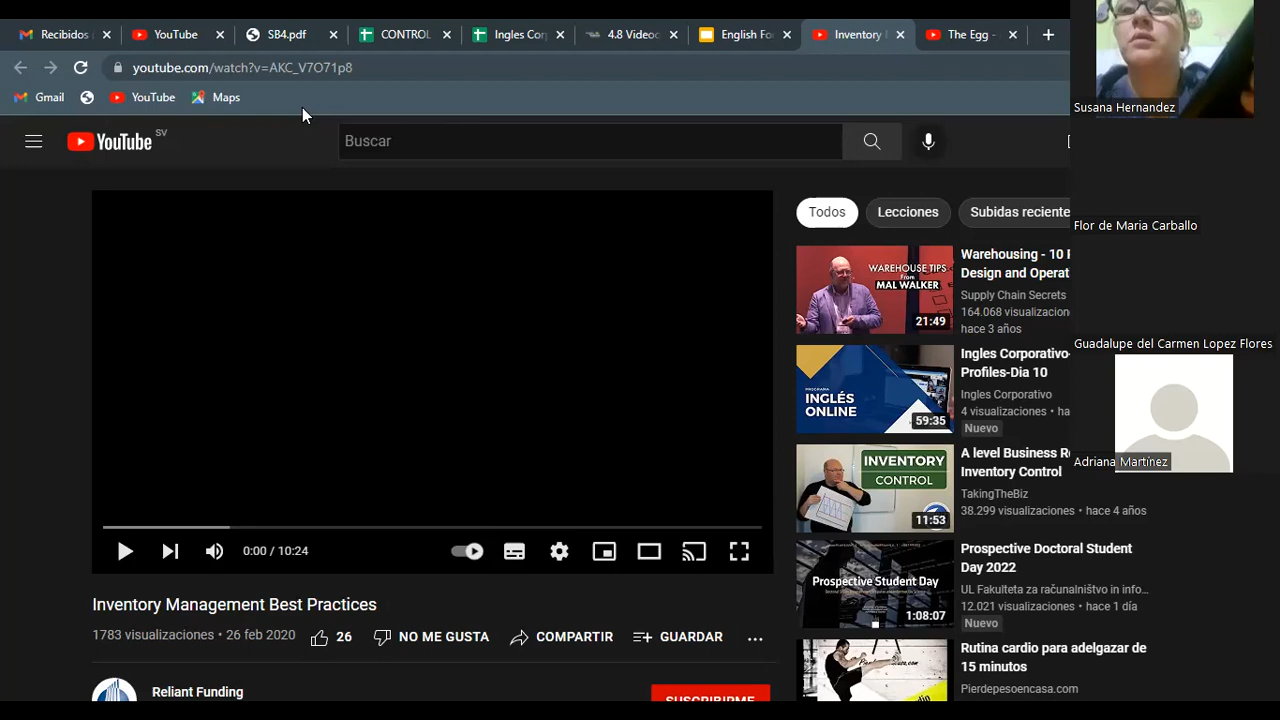 Recibidos
YouTube
SB4.pdf
CONTROL
Ingles Cor
4.8 Videoc
English Fo
Inventory
The Egg -
youtube.com/watch?v=AKC_V7O71p8
Gmail
YouTube
Maps
YouTube SV
Buscar
Todos
Lecciones
Subidas reciente
WAREHOUSE TIPS
From
MAL WALKER
21:49
Warehousing - 10
Design and Operat
Supply Chain Secrets
164.068 visualizaciones
hace 3 años
PROGRAMA
INGLÉS
ONLINE
59:35
Ingles Corporativo-
Profiles-Dia 10
Ingles Corporativo
4 visualizaciones • ha
Nuevo
INVENTORY
CONTROL
11:53
A level Business Re
Inventory Control
TakingTheBiz
38.299 visualizaciones • hace 4 años
Prospective Student Day
1:08:07
Prospective Doctoral Student
Day 2022
UL Fakulteta za računalništvo in info...
12.021 visualizaciones • hace 1 día
Nuevo
Rutina cardio para adelgazar de
15 minutos
Pierdepesoencasa.com
0:00 / 10:24
Inventory Management Best Practices
1783 visualizaciones • 26 feb 2020
26
NO ME GUSTA
COMPARTIR
GUARDAR
Reliant Funding
SUSCRIBIRME
Susana Hernandez
Flor de Maria Carballo
Guadalupe del Carmen Lopez Flores
Adriana Martínez